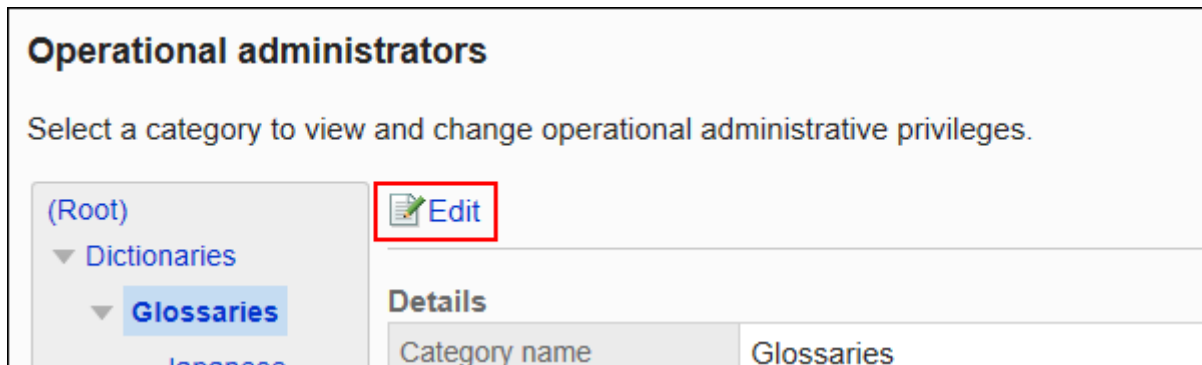 Operational administrators
Select a category to view and change operational administrative privileges.
(Root)
Edit
Dictionaries
Glossaries
Details
Category name
Glossaries
Japanese